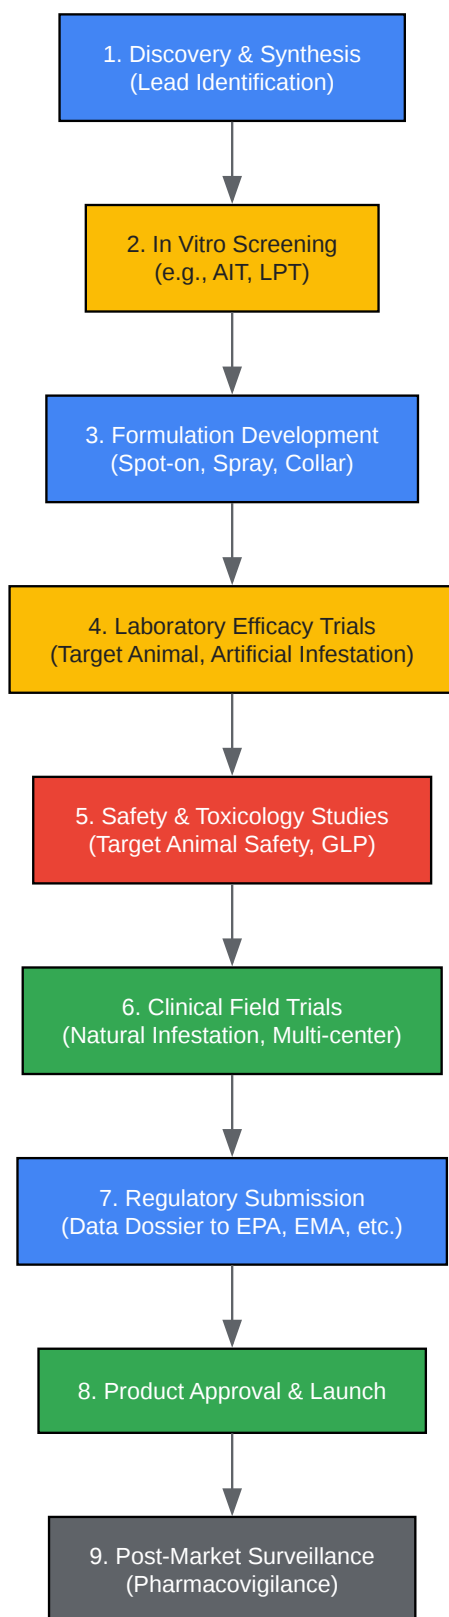 1. Discovery & Synthesis
(Lead Identification)
2. In Vitro Screening
(e.g., AIT, LPT)
3. Formulation Development
(Spot-on, Spray, Collar)
4. Laboratory Efficacy Trials
(Target Animal, Artificial Infestation)
5. Safety & Toxicology Studies
(Target Animal Safety, GLP)
6. Clinical Field Trials
(Natural Infestation, Multi-center)
7. Regulatory Submission
(Data Dossier to EPA, EMA, etc.)
8. Product Approval & Launch
9. Post-Market Surveillance
(Pharmacovigilance)